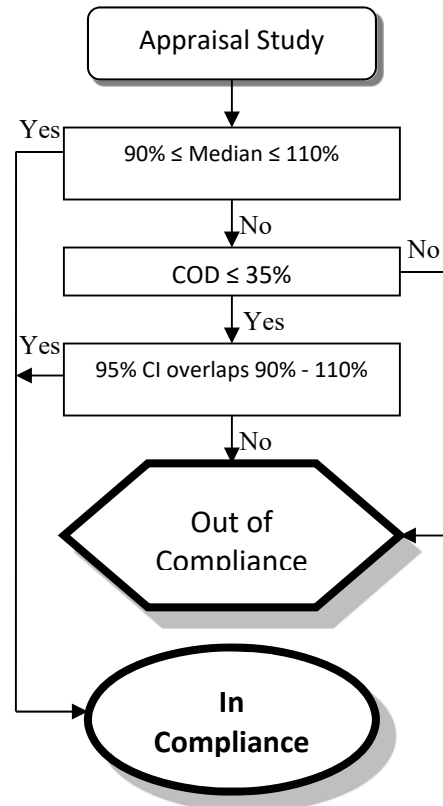 Appraisal Study
Yes
90% ≤ Median ≤ 110%
No
No
COD ≤ 35%
Yes
Yes
95% CI overlaps 90% - 110%
No
Out of
Compliance
In
Compliance